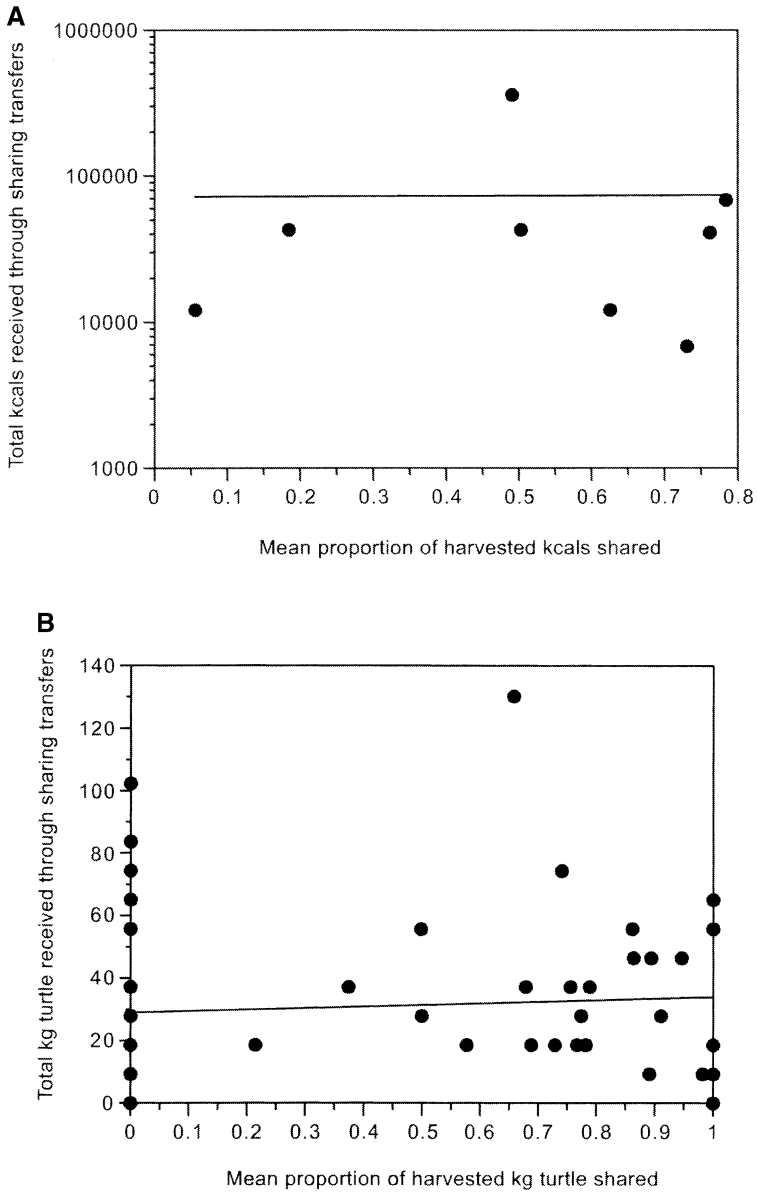 A
Total kcals received through sharing transfers
1000000
100000
10000
1000
0 0.1 0.2 0.3 0.4 0.5 0.6 0.7 0.8
Mean proportion of harvested kcals shared
B
Total kg turtle received through sharing transfers
140
120
100
80
60
40
20
0
0 0.1 0.2 0.3 0.4 0.5 0.6 0.7 0.8 0.9 1
Mean proportion of harvested kg turtle shared